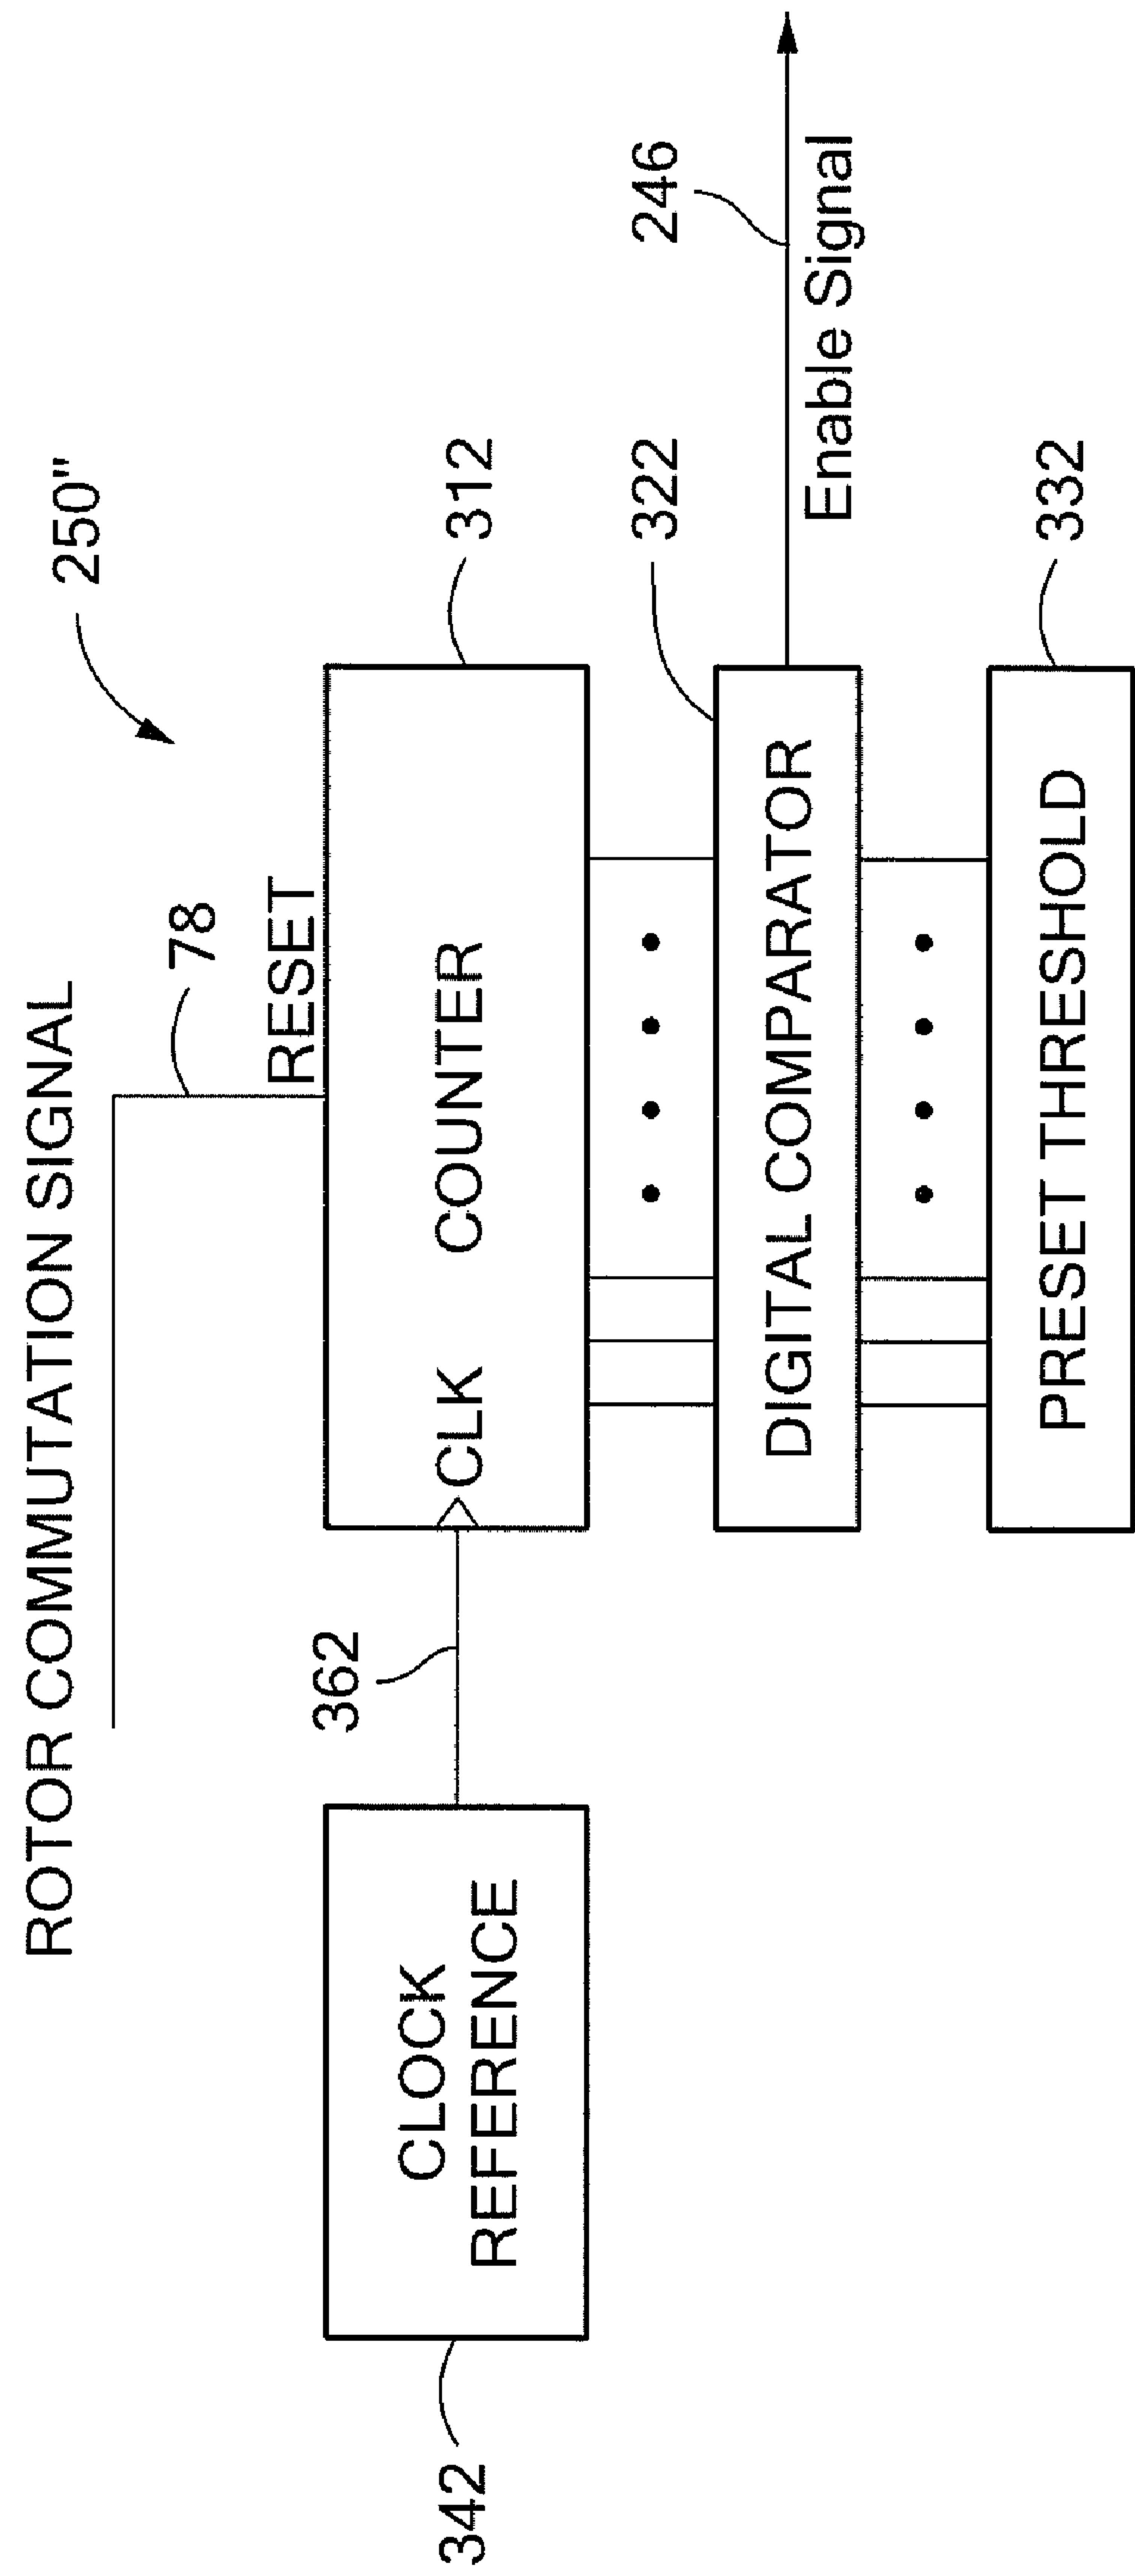 ROTOR COMMUTATION SIGNAL
250"
78
RESET
342
CLOCK
REFERENCE
362
CLK
COUNTER
312
322
DIGITAL COMPARATOR
246
Enable Signal
332
PRESET THRESHOLD